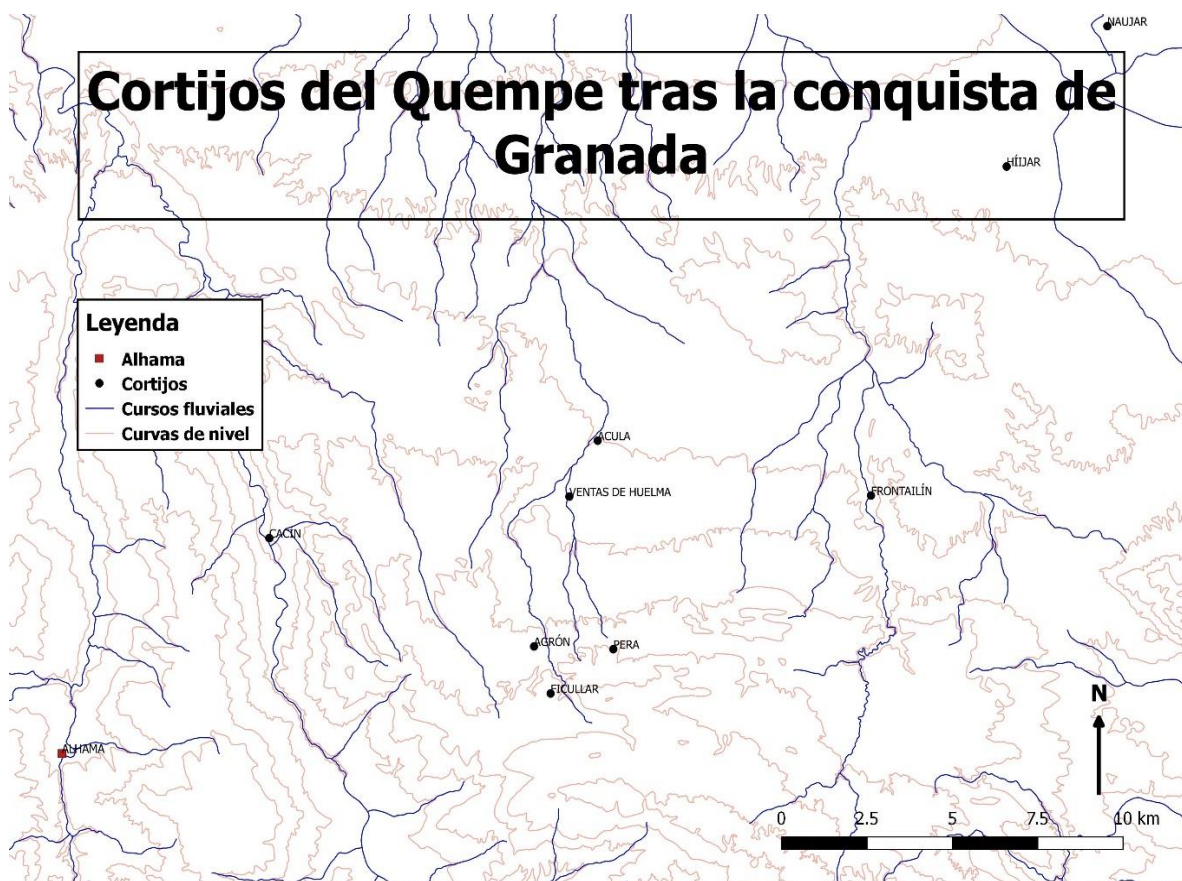 NAUJAR
Cortijos del Quempe tras la conquista de
Granada
HÍIJAR
Leyenda
Alhama
Cortijos
Cursos fluviales
Curvas de nivel
ACULA
VENTAS DE HUELMA
FRONTAILÍN
CACÍN
AGRÓN
PERA
FICULLAR
ALHAMA
N
0 2.5 5 7.5 10 km